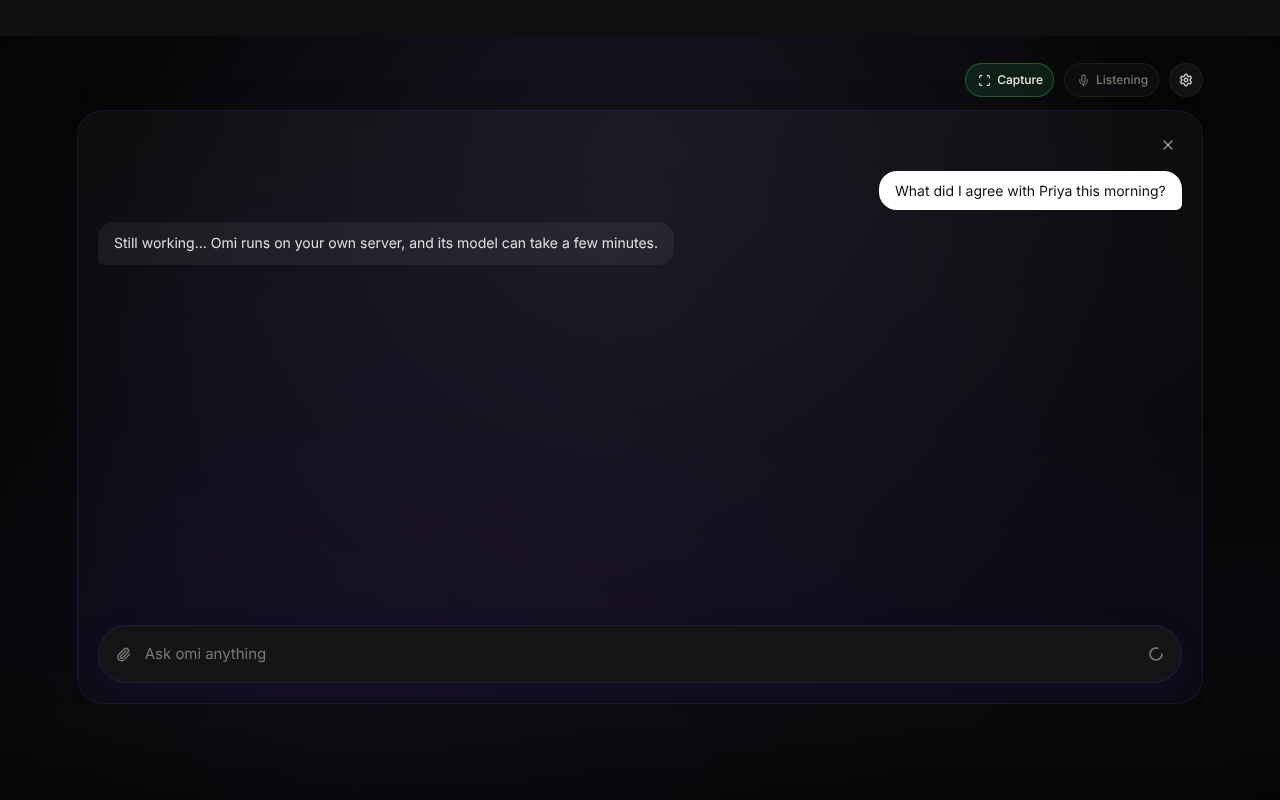 Capture
Listening
What did I agree with Priya this morning?
Still working... Omi runs on your own server, and its model can take a few minutes.
Ask omi anything